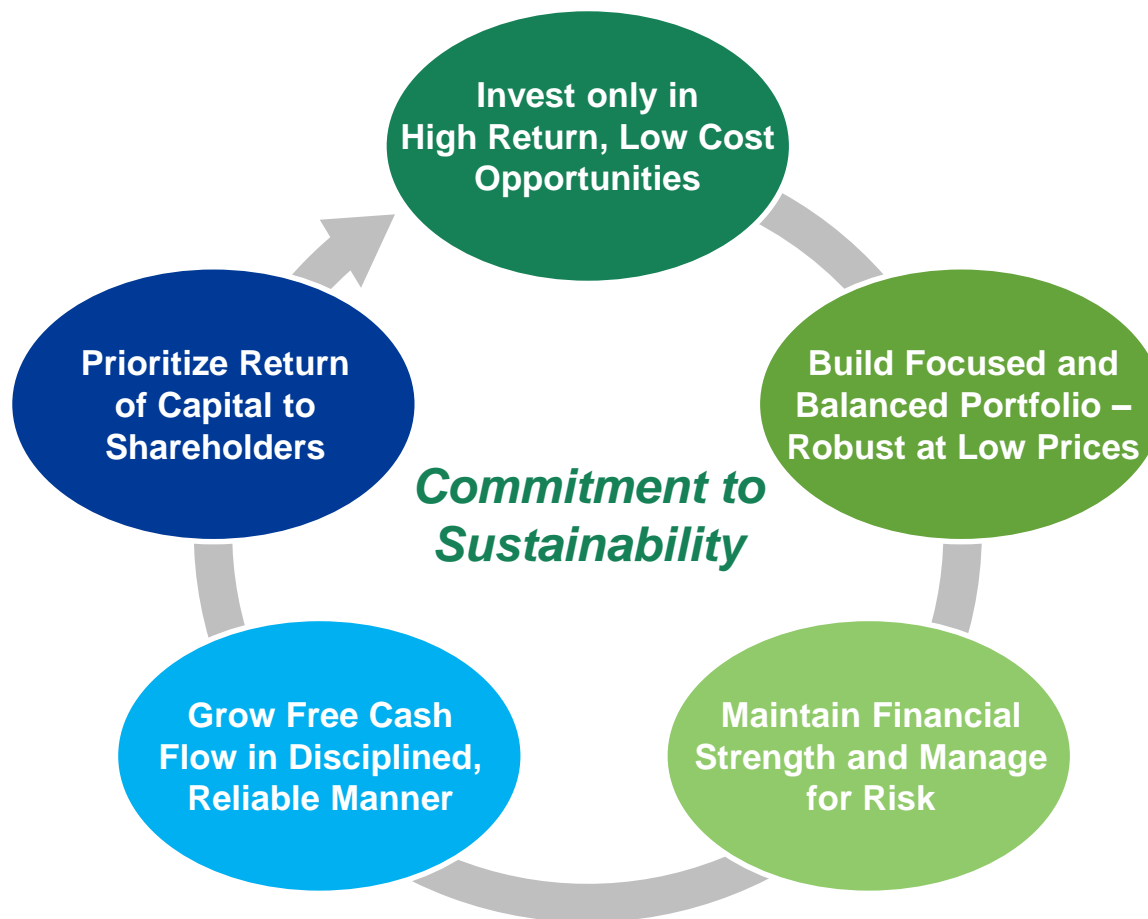 Invest only in
High Return, Low Cost
Opportunities
Build Focused and
Balanced Portfolio –
Robust at Low Prices
Maintain Financial
Strength and Manage
for Risk
Grow Free Cash
Flow in Disciplined,
Reliable Manner
Prioritize Return
of Capital to
Shareholders
Commitment to
Sustainability